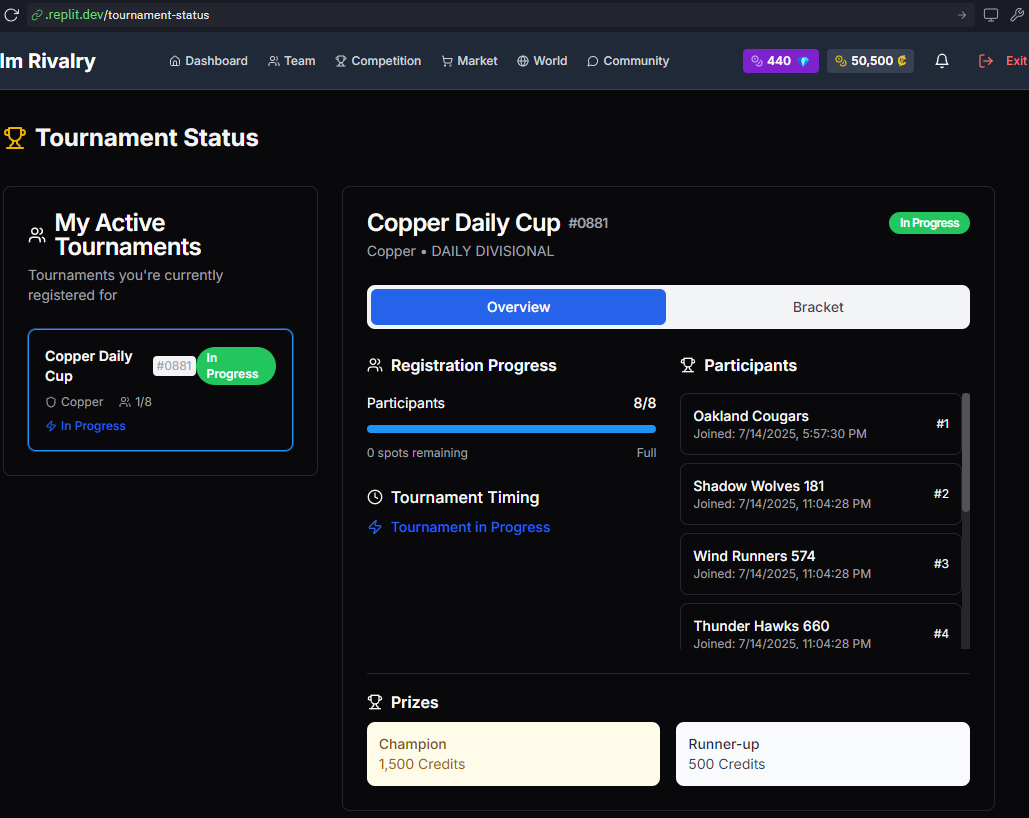 .replit.dev/tournament-status
lm Rivalry
Dashboard
Team
Competition
Market
World
Community
440
50,500 ₡
Exit
Tournament Status
My Active
Tournaments
Tournaments you're currently
registered for
Copper Daily
Cup
#0881
In
Progress
Copper
1/8
In Progress
Copper Daily Cup #0881
In Progress
Copper • DAILY DIVISIONAL
Overview
Bracket
Registration Progress
Participants
8/8
0 spots remaining
Full
Tournament Timing
Tournament in Progress
Participants
Oakland Cougars
Joined: 7/14/2025, 5:57:30 PM
#1
Shadow Wolves 181
Joined: 7/14/2025, 11:04:28 PM
#2
Wind Runners 574
Joined: 7/14/2025, 11:04:28 PM
#3
Thunder Hawks 660
Joined: 7/14/2025, 11:04:28 PM
#4
Prizes
Champion
1,500 Credits
Runner-up
500 Credits